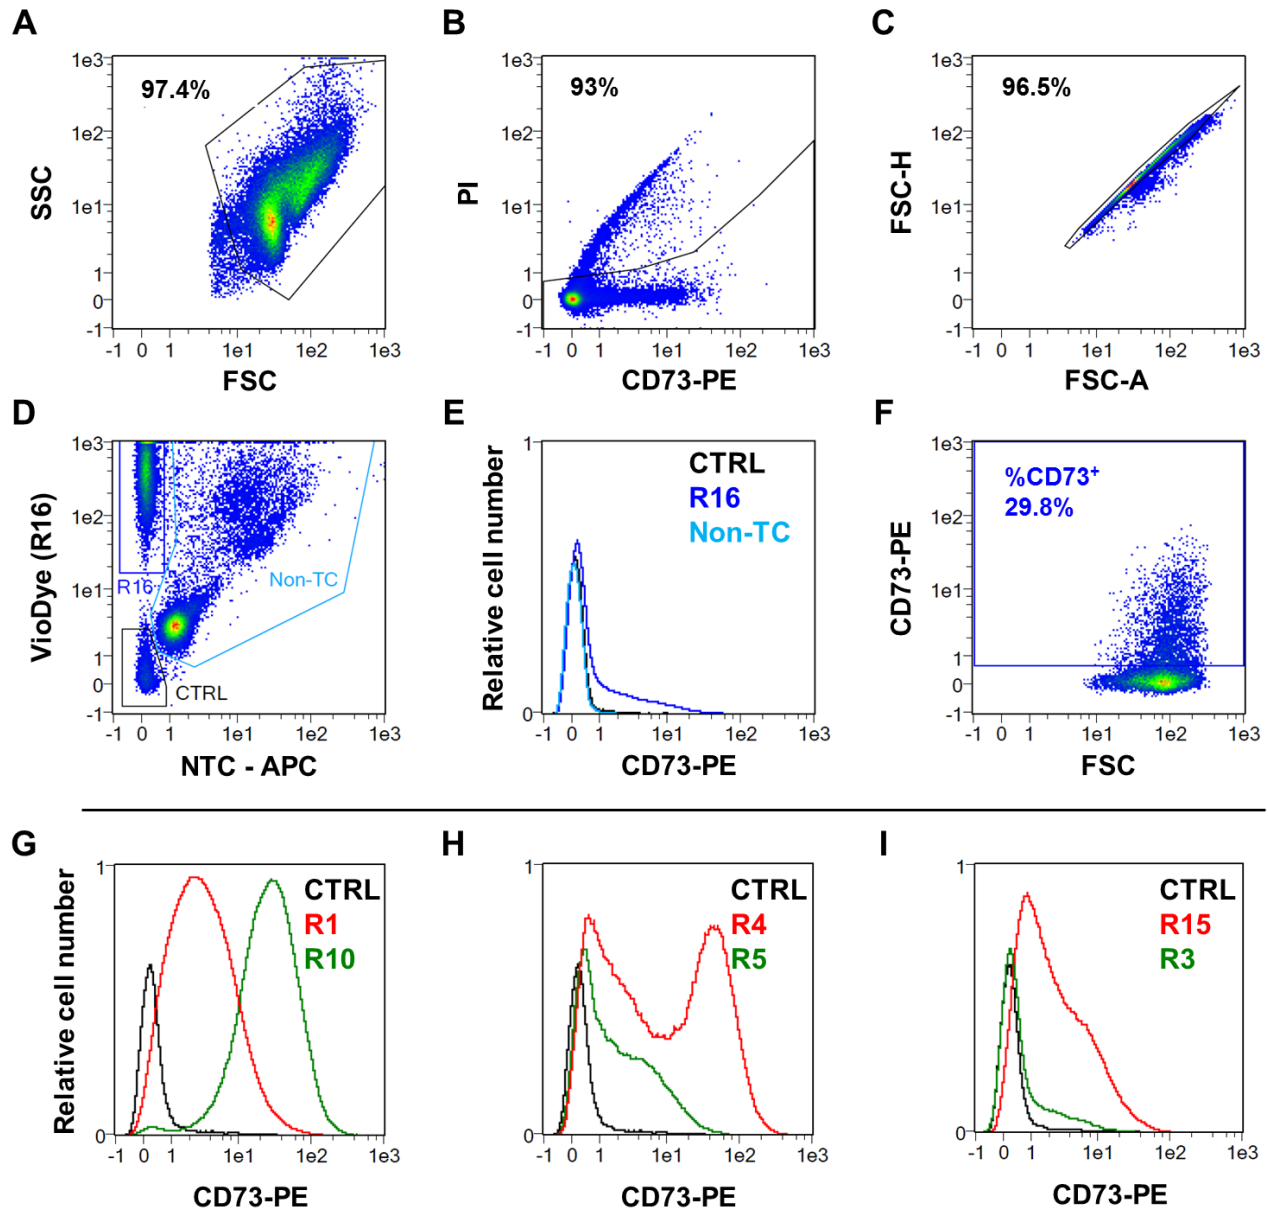 A
SSC
1e3
1e2
1e1
1
0
-1
97.4%
-1 0 1 1e1 1e2 1e3
FSC
B
PI
1e3
1e2
1e1
1
0
-1
93%
-1 0 1 1e1 1e2 1e3
CD73-PE
C
FSC-H
1e3
1e2
1e1
1
0
-1
96.5%
-1 0 1 1e1 1e2 1e3
FSC-A
D
VioDye (R16)
1e3
1e2
1e1
1
0
-1
R16
Non-TC
CTRL
-1 0 1 1e1 1e2 1e3
NTC - APC
E
Relative cell number
1
0
CTRL
R16
Non-TC
-1 0 1 1e1 1e2 1e3
CD73-PE
F
CD73-PE
1e3
1e2
1e1
1
0
-1
%CD73+
29.8%
-1 0 1 1e1 1e2 1e3
FSC
G
Relative cell number
1
0
CTRL
R1
R10
-1 0 1 1e1 1e2 1e3
CD73-PE
H
1
0
CTRL
R4
R5
-1 0 1 1e1 1e2 1e3
CD73-PE
I
1
0
CTRL
R15
R3
-1 0 1 1e1 1e2 1e3
CD73-PE